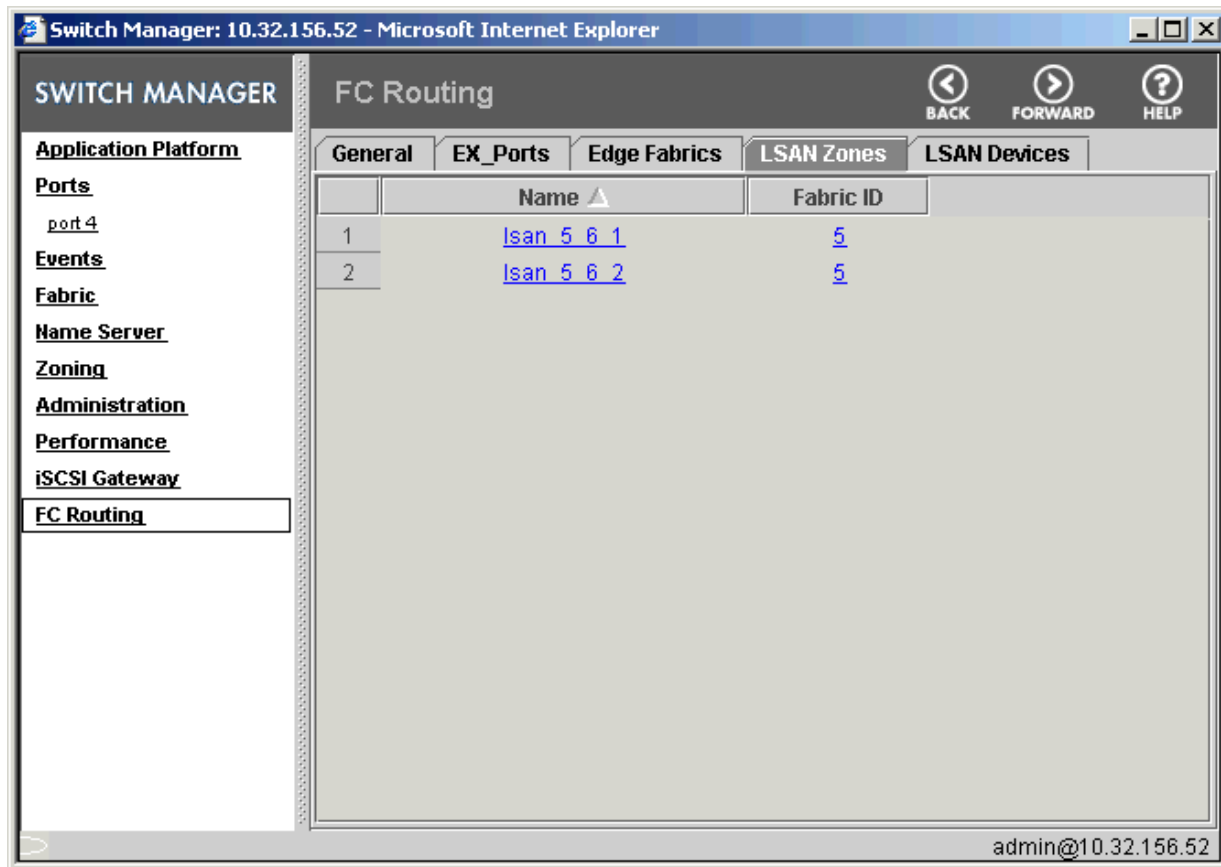 Switch Manager: 10.32.156.52 - Microsoft Internet Explorer
SWITCH MANAGER
FC Routing
BACK
FORWARD
HELP
Application Platform
Ports
port 4
Events
Fabric
Name Server
Zoning
Administration
Performance
iSCSI Gateway
FC Routing
General
EX_Ports
Edge Fabrics
LSAN Zones
LSAN Devices
Name
Fabric ID
1 lsan_5_6_1 5
2 lsan_5_6_2 5
admin@10.32.156.52